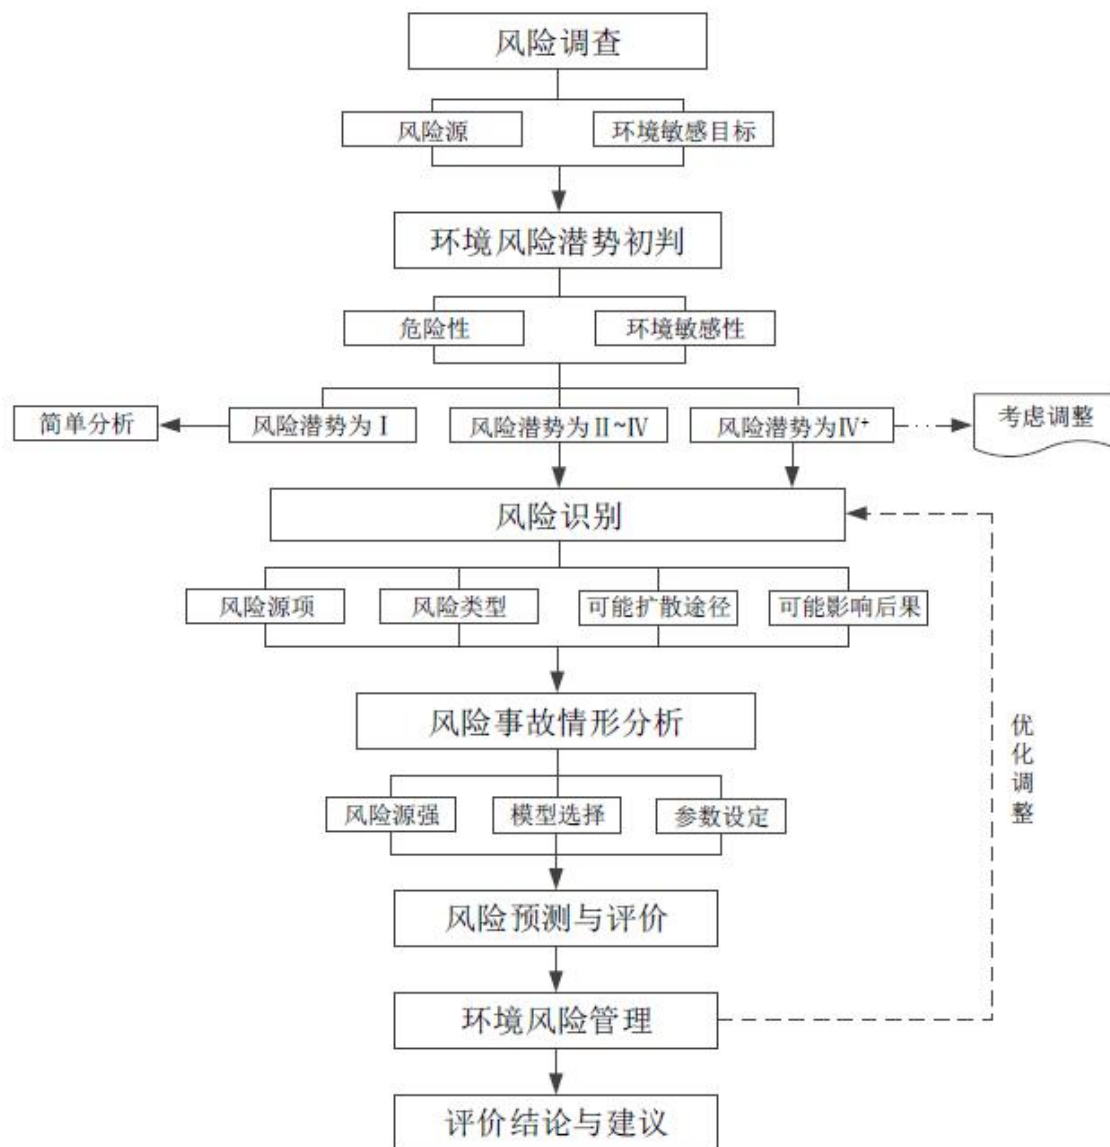 风险调查
风险源
环境敏感目标
环境风险潜势初判
危险性
环境敏感性
简单分析
风险潜势为Ⅰ
风险潜势为Ⅱ~Ⅳ
风险潜势为Ⅳ⁺
考虑调整
风险识别
风险源项
风险类型
可能扩散途径
可能影响后果
风险事故情形分析
风险源强
模型选择
参数设定
优化调整
风险预测与评价
环境风险管理
评价结论与建议